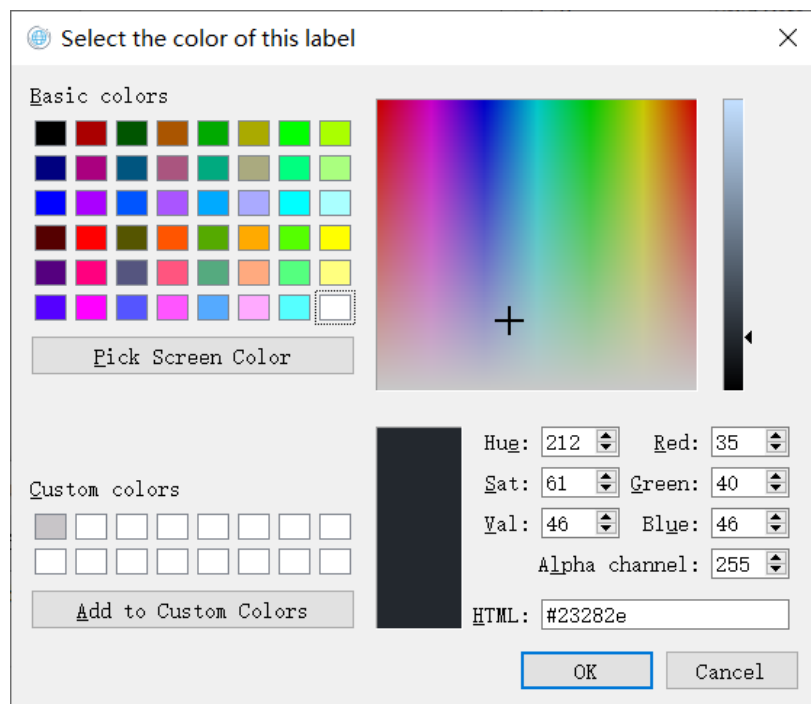 Select the color of this label
Basic colors
Pick Screen Color
Hue: 212 Red: 35
Custom colors
Sat: 61 Green: 40
Val: 46 Blue: 46
Alpha channel: 255
Add to Custom Colors
HTML: #23282e
OK Cancel